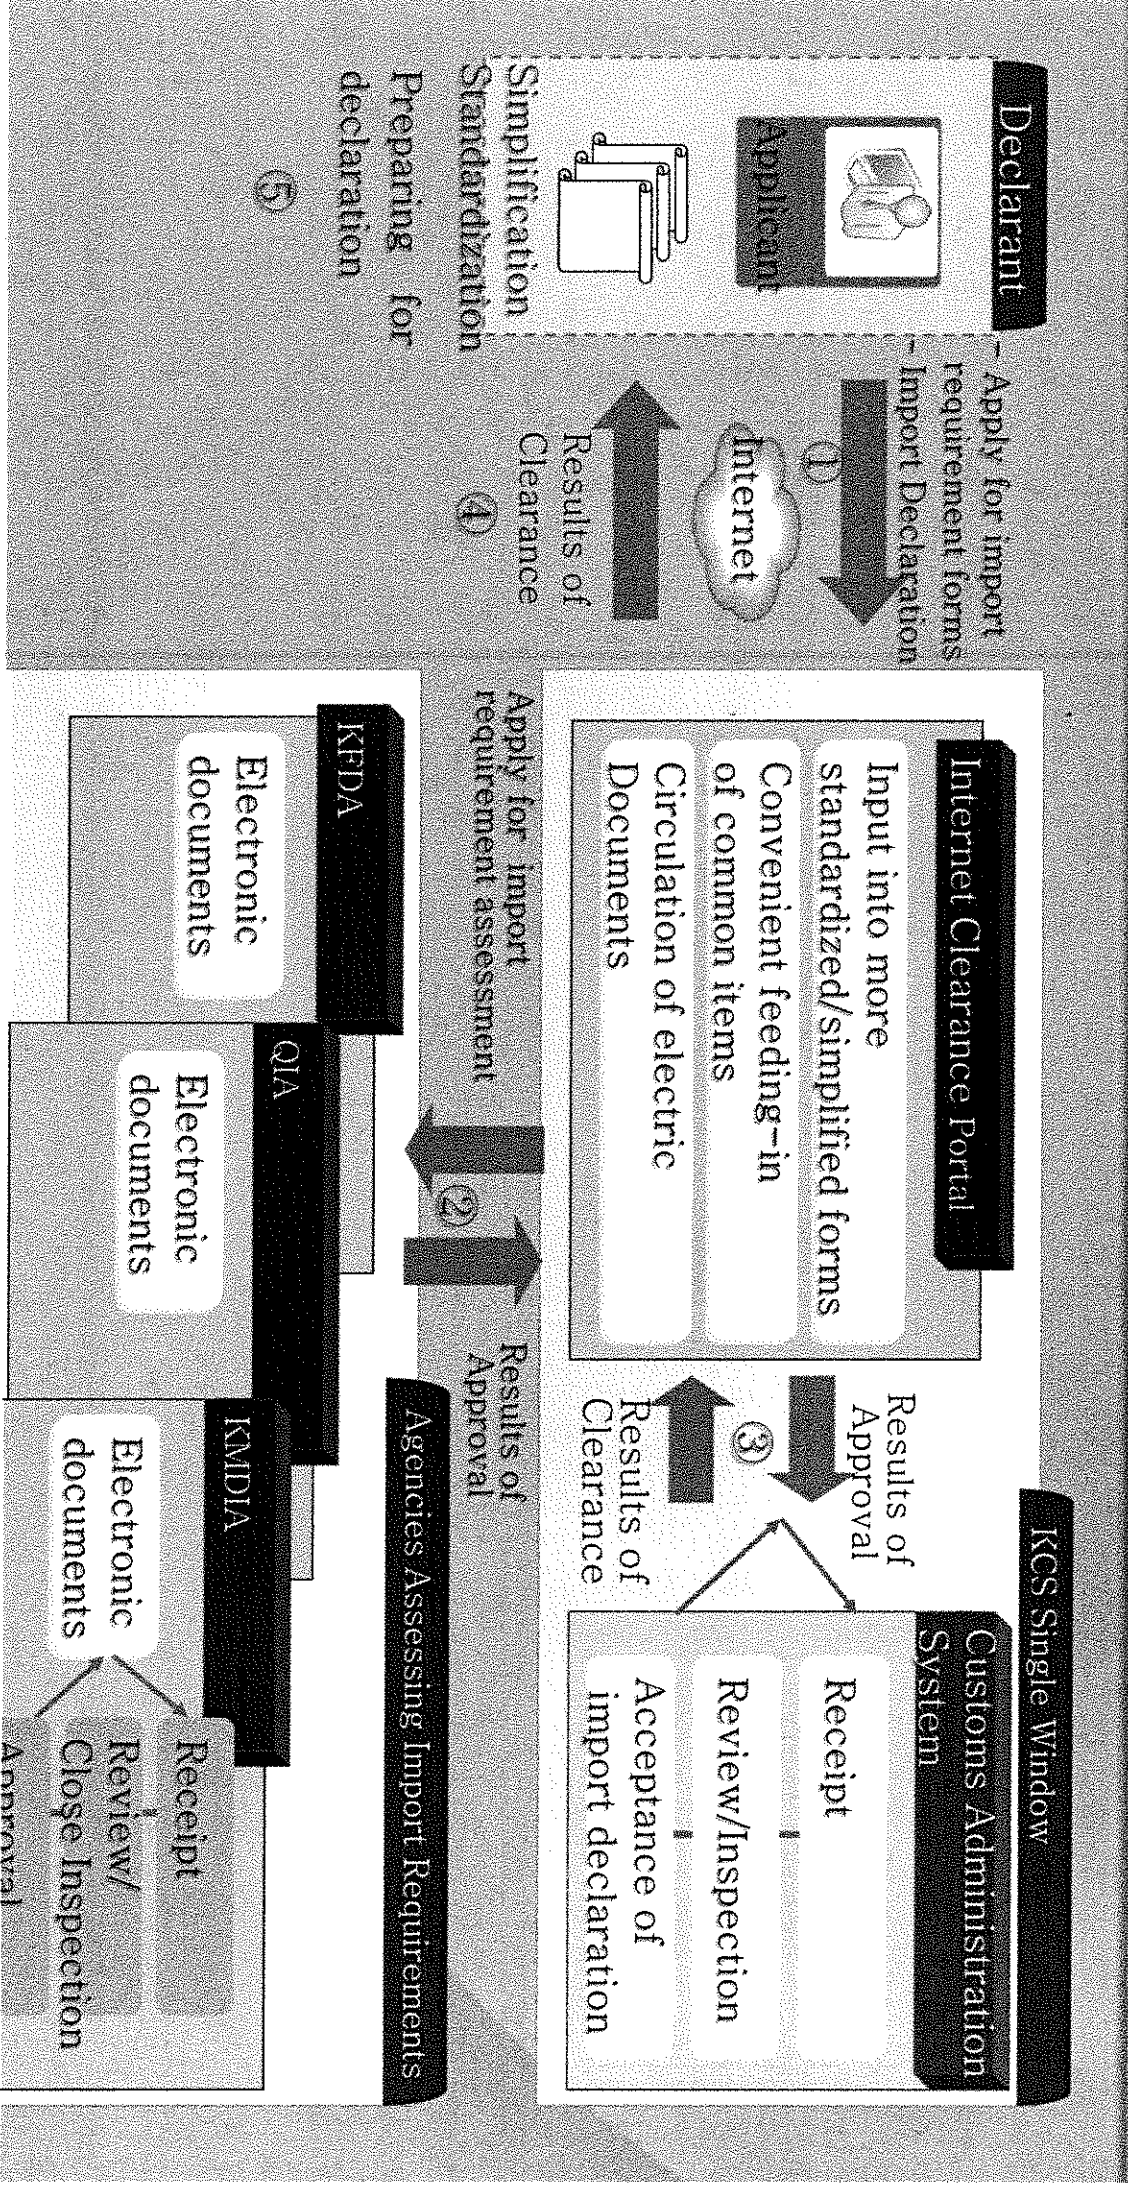 Declarant
Applicant
Simplification
Standardization
Preparing for
declaration
⑤
- Apply for import
requirement forms
- Import Declaration
①
Internet
Results of
Clearance
④
KCS Single Window
Internet Clearance Portal
Input into more
standardized/simplified forms
Convenient feeding-in
of common items
Circulation of electric
Documents
Results of
Approval
③
Results of
Clearance
Customs Administration
System
Receipt
Review/Inspection
Acceptance of
import declaration
Apply for import
requirement assessment
②
Results of
Approval
Agencies Assessing Import Requirements
KFDA
Electronic
documents
QIA
Electronic
documents
KMDIA
Electronic
documents
Receipt
Review/
Close Inspection
Approval